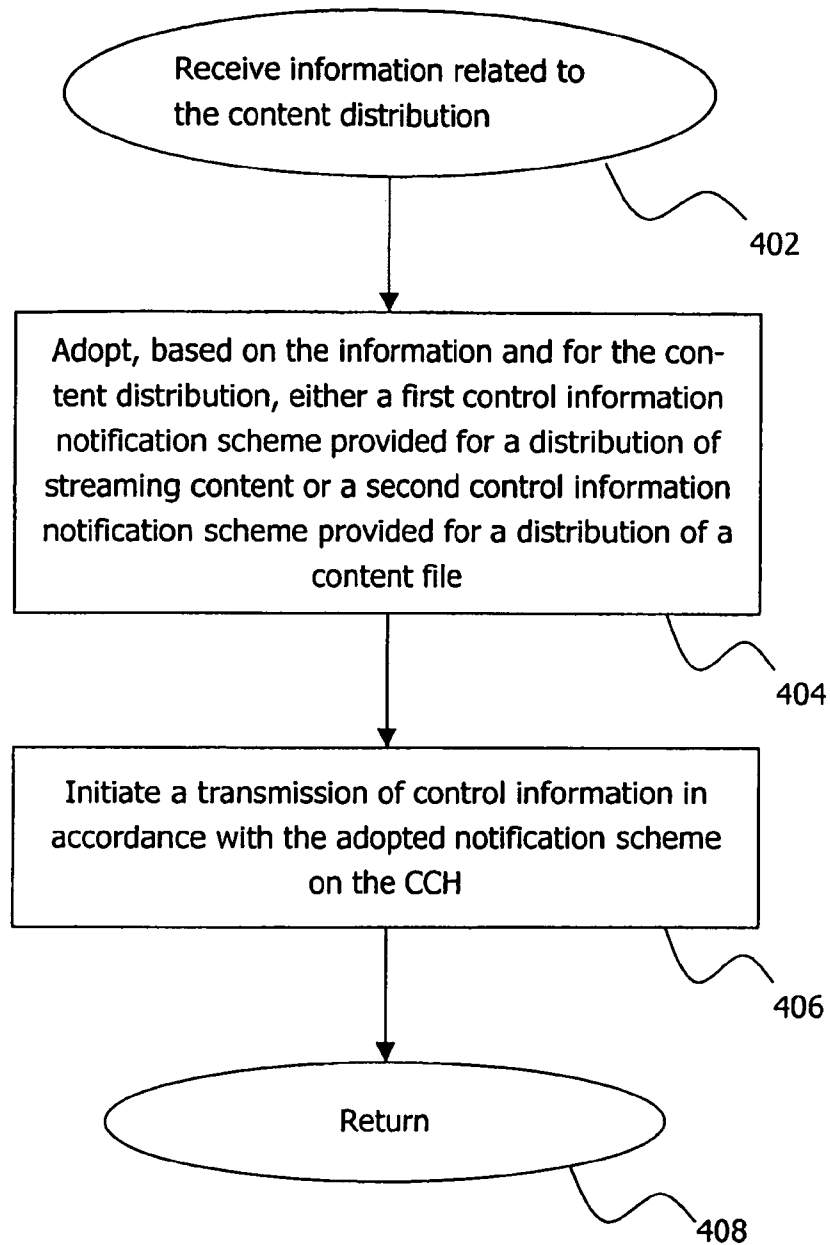 Receive information related to
the content distribution
402
Adopt, based on the information and for the con-
tent distribution, either a first control information
notification scheme provided for a distribution of
streaming content or a second control information
notification scheme provided for a distribution of a
content file
404
Initiate a transmission of control information in
accordance with the adopted notification scheme
on the CCH
406
Return
408